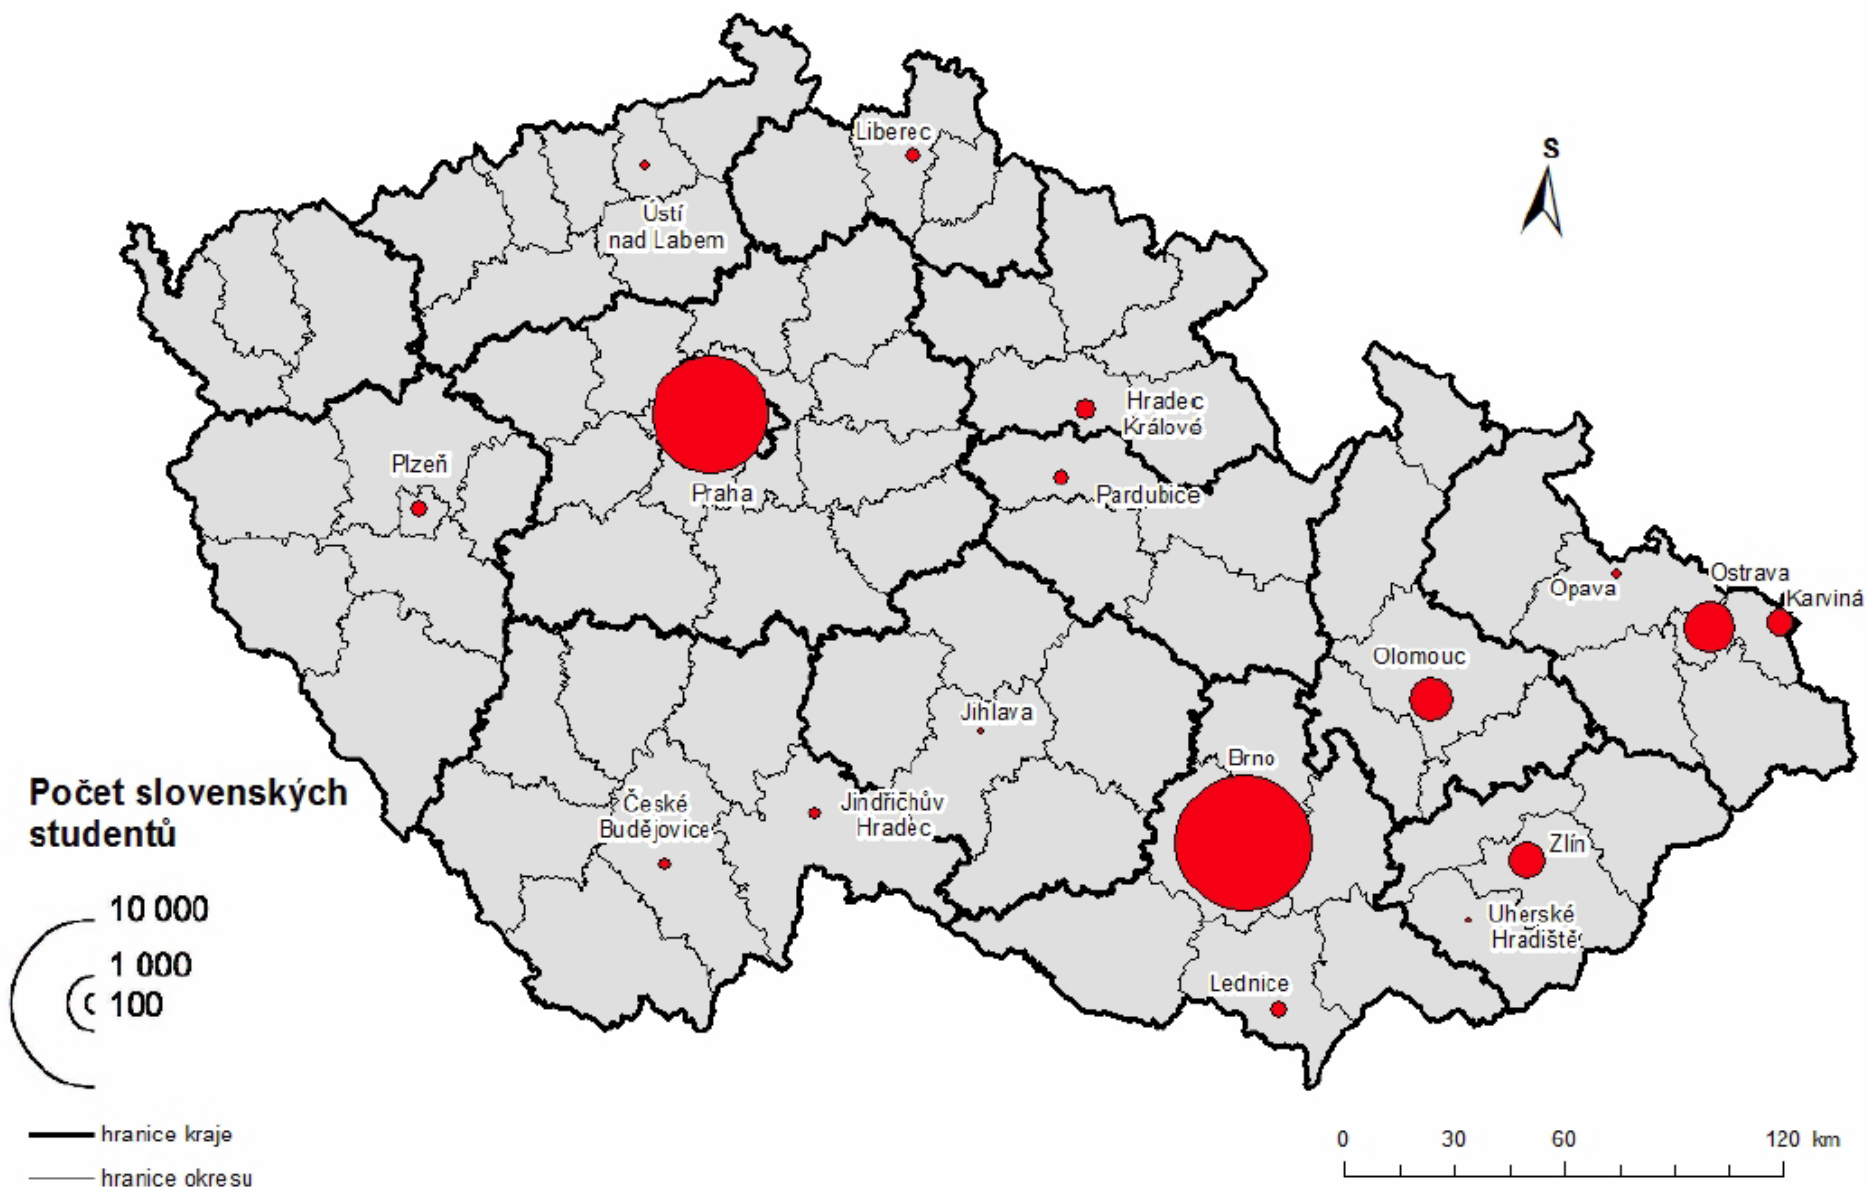 Liberec
S
Ústí
nad Labem
Hradec
Králové
Plzeň
Praha
Pardubice
Ostrava
Opava
Karviná
Olomouc
Jihlava
Brno
Počet slovenských
studentů
České
Budějovice
Jindřichův
Hradec
Zlín
10 000
1 000
100
Uherské
Hradiště
Lednice
hranice kraje
hranice okresu
0 30 60 120 km